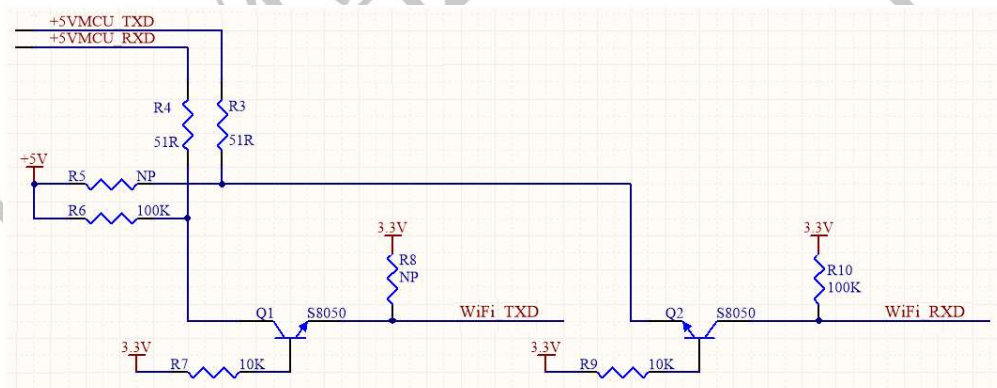 +5VMCU_TXD
+5VMCU_RXD
R4 R3
51R 51R
+5V
R5 NP
R6 100K
3.3V 3.3V
R8 R10
NP 100K
Q1 S8050 WiFi_TXD Q2 S8050 WiFi_RXD
3.3V 3.3V
R7 10K R9 10K